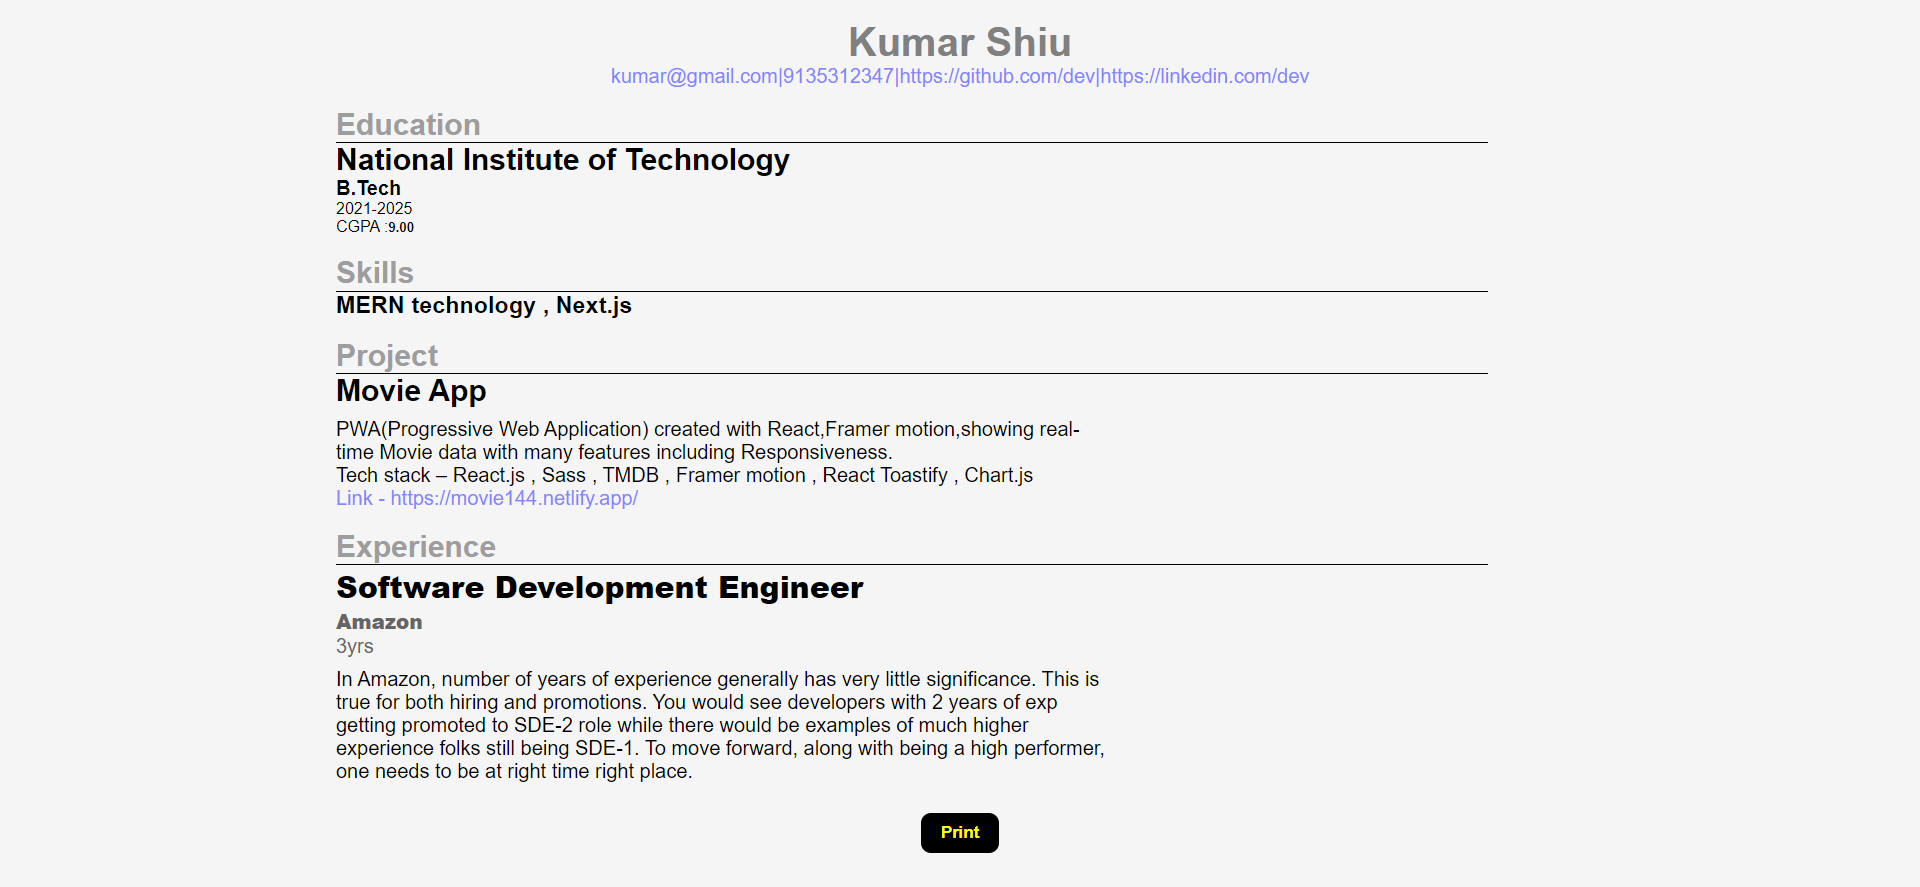 Kumar Shiu
kumar@gmail.com|9135312347|https://github.com/dev|https://linkedin.com/dev
Education
National Institute of Technology
B.Tech
2021-2025
CGPA :9.00
Skills
MERN technology , Next.js
Project
Movie App
PWA(Progressive Web Application) created with React,Framer motion,showing real-
time Movie data with many features including Responsiveness.
Tech stack – React.js , Sass , TMDB , Framer motion , React Toastify , Chart.js
Link - https://movie144.netlify.app/
Experience
Software Development Engineer
Amazon
3yrs
In Amazon, number of years of experience generally has very little significance. This is
true for both hiring and promotions. You would see developers with 2 years of exp
getting promoted to SDE-2 role while there would be examples of much higher
experience folks still being SDE-1. To move forward, along with being a high performer,
one needs to be at right time right place.
Print